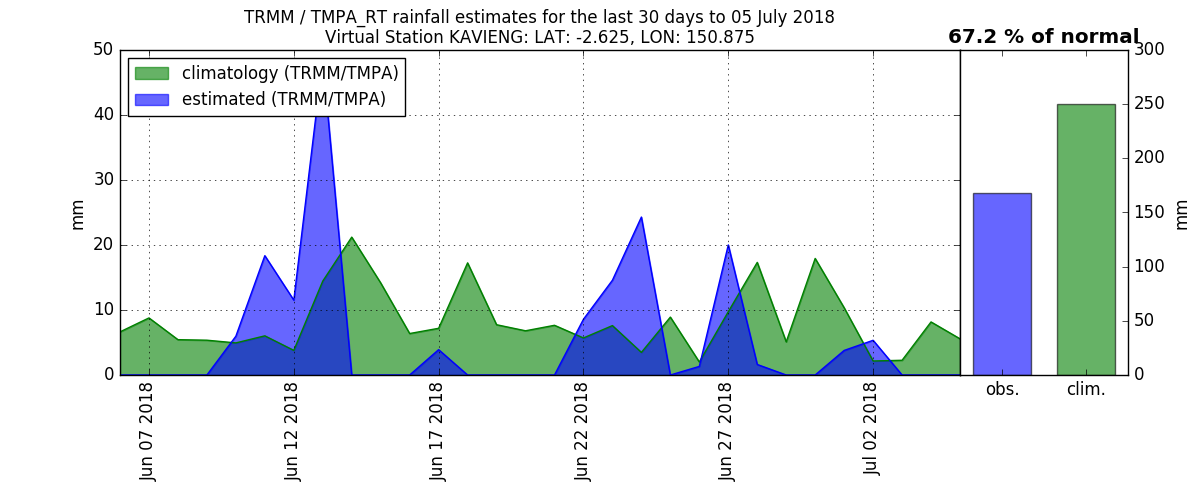 TRMM / TMPA_RT rainfall estimates for the last 30 days to 05 July 2018
Virtual Station KAVIENG: LAT: -2.625, LON: 150.875
67.2 % of normal
climatology (TRMM/TMPA)
estimated (TRMM/TMPA)
50
40
30
20
10
0
mm
Jun 07 2018
Jun 12 2018
Jun 17 2018
Jun 22 2018
Jun 27 2018
Jul 02 2018
300
250
200
150
100
50
0
mm
obs.
clim.